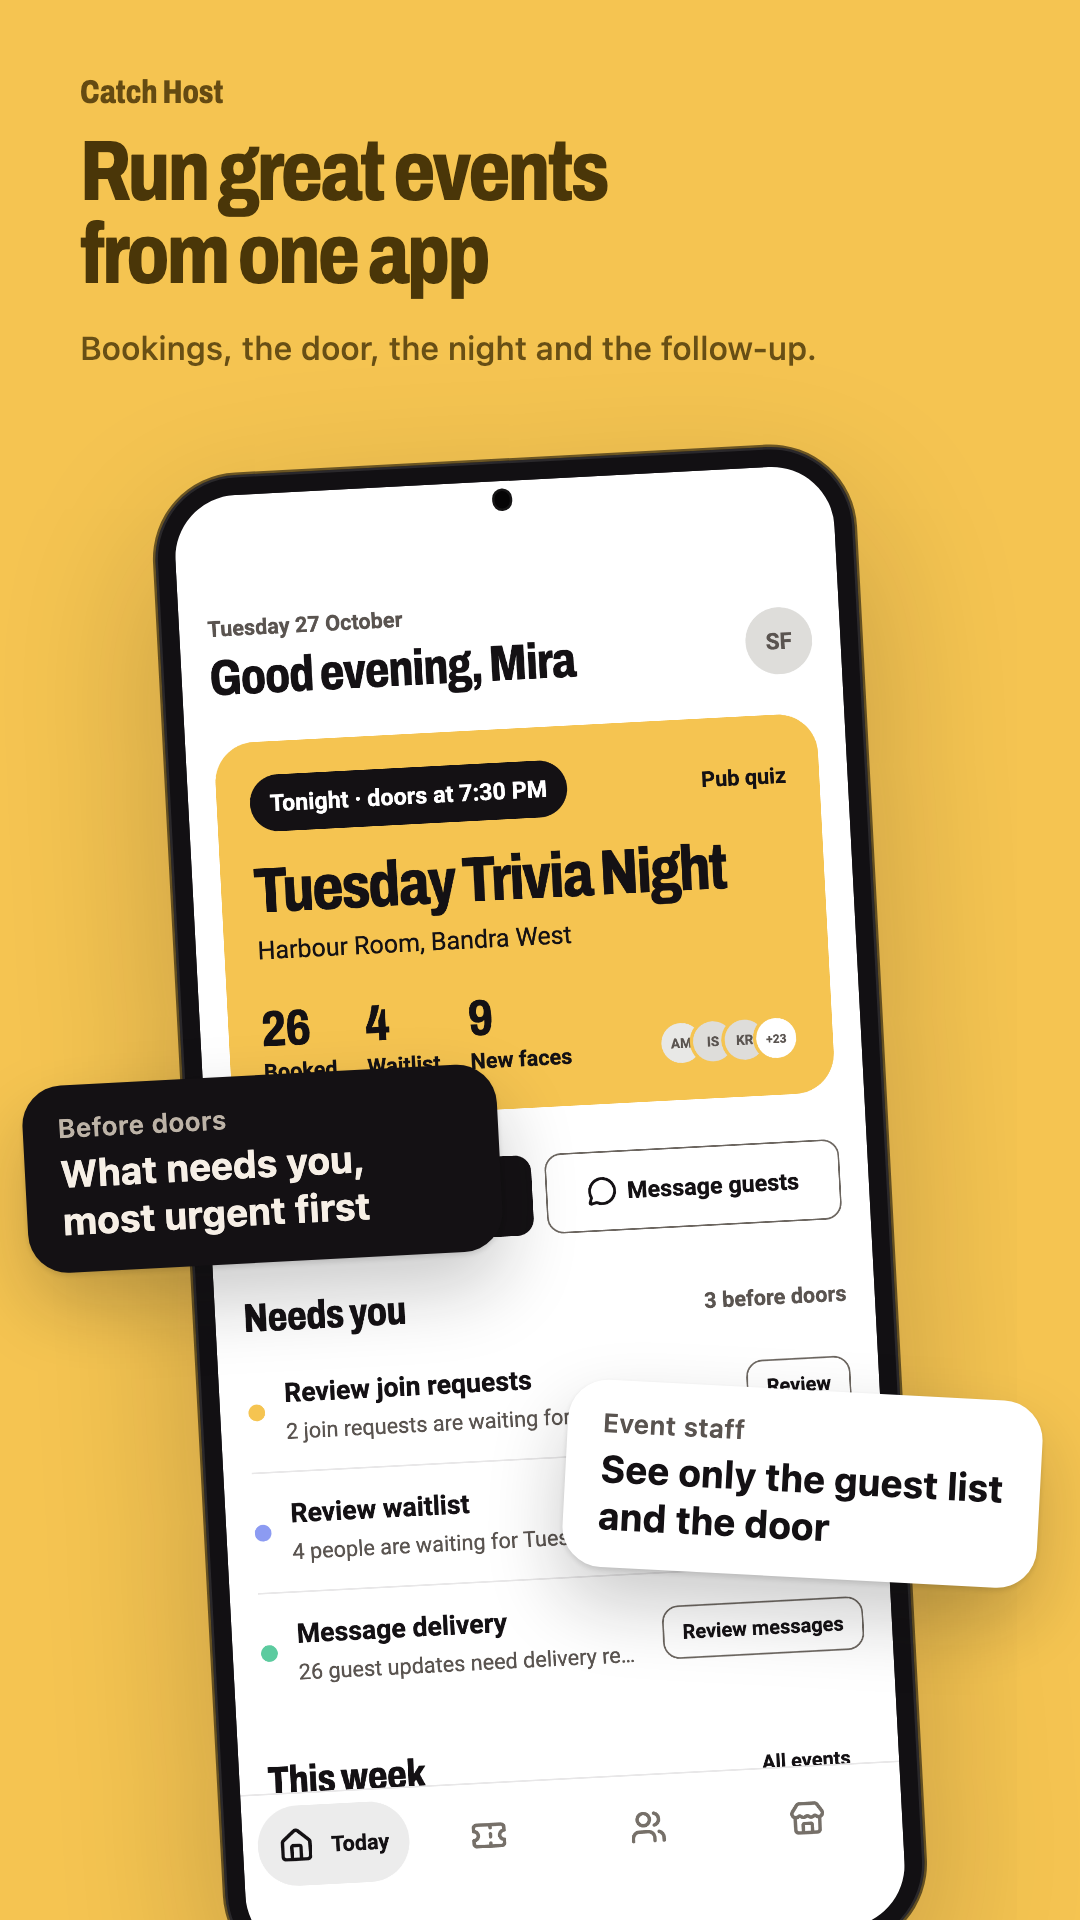 Catch Host
Run great events
from one app
Bookings, the door, the night and the follow-up.
Tuesday 27 October
Good evening, Mira
SF
Tonight · doors at 7:30 PM
Pub quiz
Tuesday Trivia Night
Harbour Room, Bandra West
26
4
9
Booked
Waitlist
New faces
AM
IS
KR
+23
Before doors
What needs you,
most urgent first
Message guests
Needs you
3 before doors
Review join requests
Review
2 join requests are waiting for
Event staff
See only the guest list
and the door
Review waitlist
4 people are waiting for Tues
Message delivery
26 guest updates need delivery re...
Review messages
This week
All events
Today